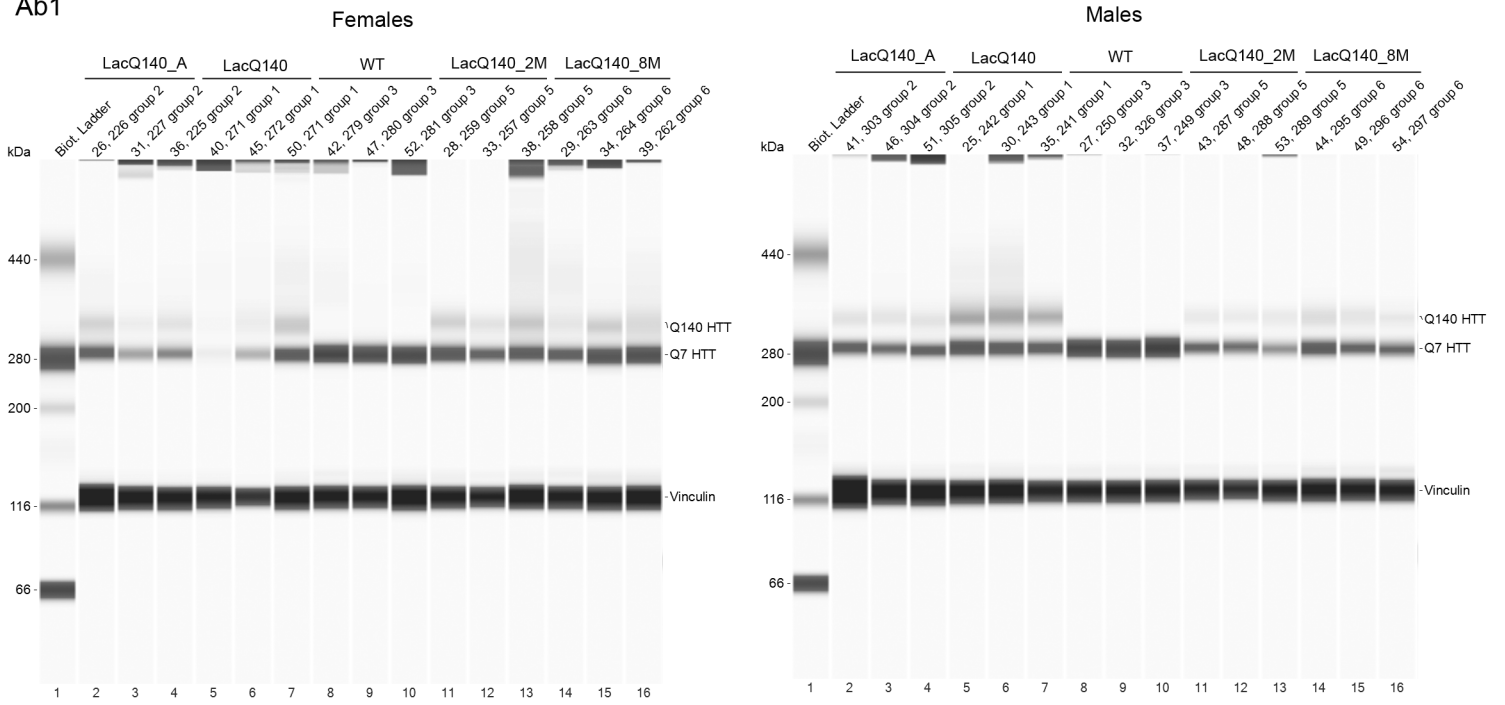 Ab1
Females
LacQ140_A LacQ140 WT LacQ140_2M LacQ140_8M
kDa
Biot. Ladder
26, 226 group 2
31, 227 group 2
36, 225 group 2
40, 271 group 1
45, 272 group 1
50, 271 group 1
42, 279 group 3
47, 280 group 3
52, 281 group 3
28, 259 group 5
33, 257 group 5
38, 258 group 5
29, 263 group 6
34, 264 group 6
39, 262 group 6
440 -
Q140 HTT
280 -
-Q7 HTT
200 -
116 -
-Vinculin
66 -
1 2 3 4 5 6 7 8 9 10 11 12 13 14 15 16
Males
LacQ140_A LacQ140 WT LacQ140_2M LacQ140_8M
kDa
Biot. Ladder
41, 303 group 2
46, 304 group 2
51, 305 group 2
25, 242 group 1
30, 243 group 1
35, 241 group 1
27, 250 group 3
32, 326 group 3
37, 249 group 3
43, 287 group 5
48, 288 group 5
53, 289 group 5
44, 295 group 6
49, 296 group 6
54, 297 group 6
440 -
-Q140 HTT
280 -
-Q7 HTT
200 -
116 -
-Vinculin
66 -
1 2 3 4 5 6 7 8 9 10 11 12 13 14 15 16